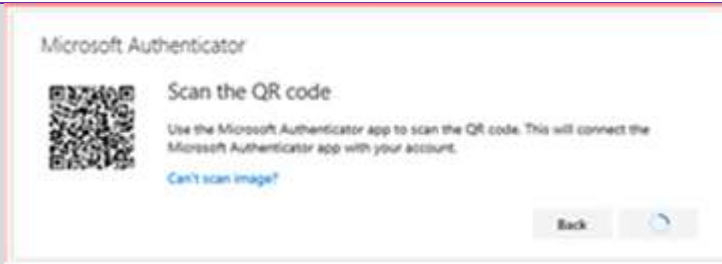 Microsoft Authenticator
Scan the QR code
Use the Microsoft Authenticator app to scan the QR code. This will connect the
Microsoft Authenticator app with your account.
Can't scan image?
Back